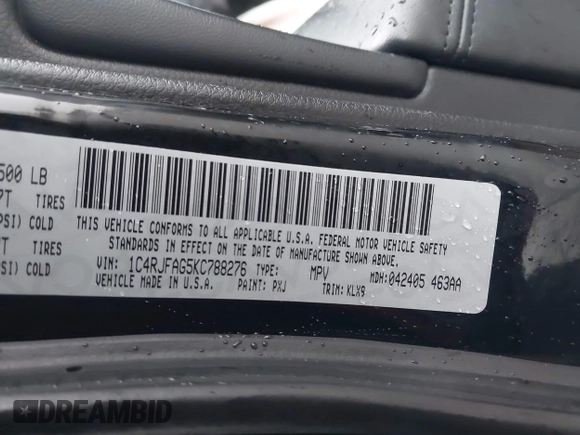 500 LB
TIRES
PSI) COLD
TIRES
SI) COLD
THIS VEHICLE CONFORMS TO ALL APPLICABLE U.S.A. FEDERAL MOTOR VEHICLE SAFETY
STANDARDS IN EFFECT ON THE DATE OF MANUFACTURE SHOWN ABOVE.
VIN: 1C4RJFAG5KC788276 TYPE: MPV MDH:042405 463AA
VEHICLE MADE IN U.S.A. PAINT: PXJ TRIM: KLX9
DREAMBID